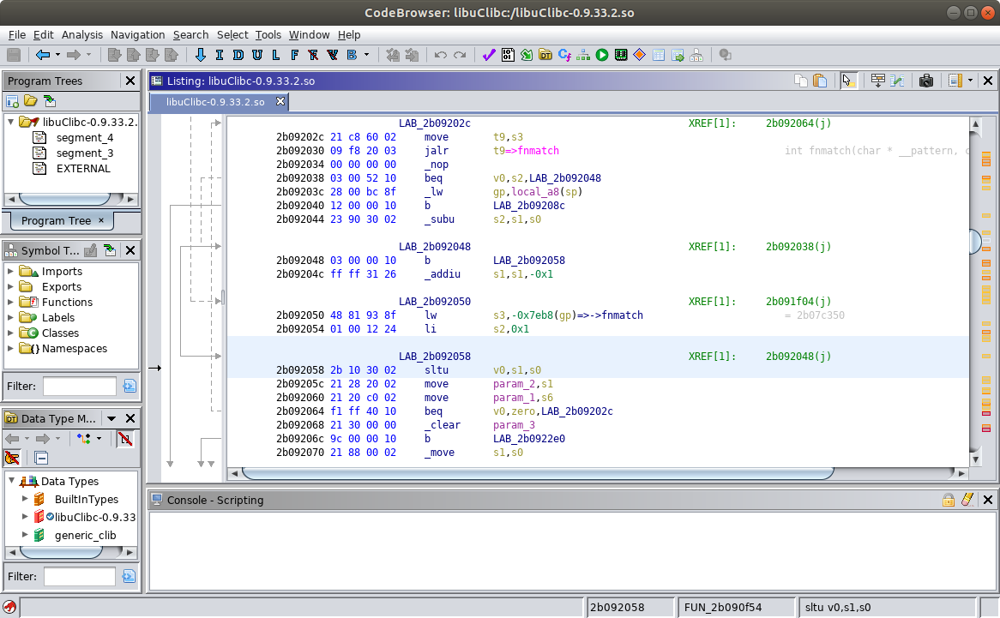 CodeBrowser: libuClibc:/libuClibc-0.9.33.2.so
File Edit Analysis Navigation Search Select Tools Window Help
I D U L F V B
Program Trees
libuClibc-0.9.33.2.
segment_4
segment_3
EXTERNAL
Program Tree ×
Symbol T...
Imports
Exports
Functions
Labels
Classes
Namespaces
Filter:
Data Type M...
Data Types
BuiltInTypes
libuClibc-0.9.33
generic_clib
Filter:
Listing: libuClibc-0.9.33.2.so
libuClibc-0.9.33.2.so
LAB_2b09202c XREF[1]: 2b092064(j)
2b09202c 21 c8 60 02 move t9,s3
2b092030 09 f8 20 03 jalr t9=>fnmatch int fnmatch(char * __pattern, c
2b092034 00 00 00 00 _nop
2b092038 03 00 52 10 beq v0,s2,LAB_2b092048
2b09203c 28 00 bc 8f _lw gp,local_a8(sp)
2b092040 12 00 00 10 b LAB_2b09208c
2b092044 23 90 30 02 _subu s2,s1,s0
LAB_2b092048 XREF[1]: 2b092038(j)
2b092048 03 00 00 10 b LAB_2b092058
2b09204c ff ff 31 26 _addiu s1,s1,-0x1
LAB_2b092050 XREF[1]: 2b091f04(j)
2b092050 48 81 93 8f lw s3,-0x7eb8(gp)=>->fnmatch = 2b07c350
2b092054 01 00 12 24 li s2,0x1
LAB_2b092058 XREF[1]: 2b092048(j)
2b092058 2b 10 30 02 sltu v0,s1,s0
2b09205c 21 28 20 02 move param_2,s1
2b092060 21 20 c0 02 move param_1,s6
2b092064 f1 ff 40 10 beq v0,zero,LAB_2b09202c
2b092068 21 30 00 00 _clear param_3
2b09206c 9c 00 00 10 b LAB_2b0922e0
2b092070 21 88 00 02 _move s1,s0
Console - Scripting
2b092058 FUN_2b090f54 sltu v0,s1,s0